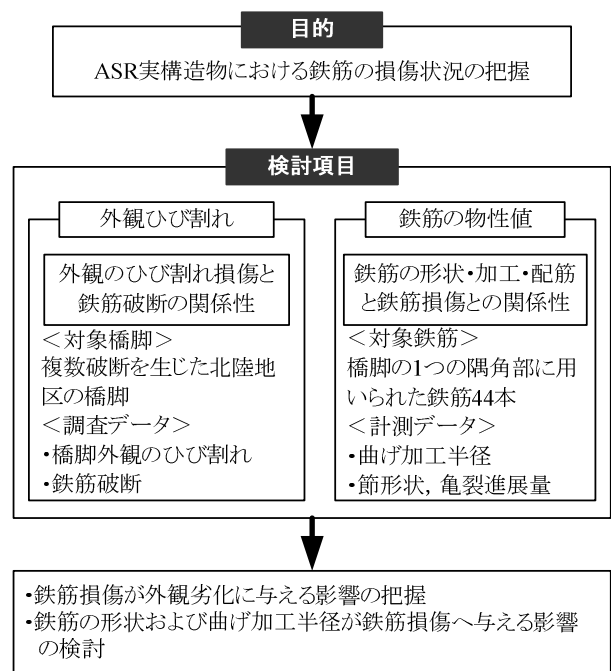 目的
ASR実構造物における鉄筋の損傷状況の把握
検討項目
外観ひび割れ
外観のひび割れ損傷と
鉄筋破断の関係性
＜対象橋脚＞
複数破断を生じた北陸地
区の橋脚
＜調査データ＞
・橋脚外観のひび割れ
・鉄筋破断
鉄筋の物性値
鉄筋の形状・加工・配筋
と鉄筋損傷との関係性
＜対象鉄筋＞
橋脚の1つの隅角部に用
いられた鉄筋44本
＜計測データ＞
・曲げ加工半径
・節形状, 亀裂進展量
・鉄筋損傷が外観劣化に与える影響の把握
・鉄筋の形状および曲げ加工半径が鉄筋損傷へ与える影響
の検討